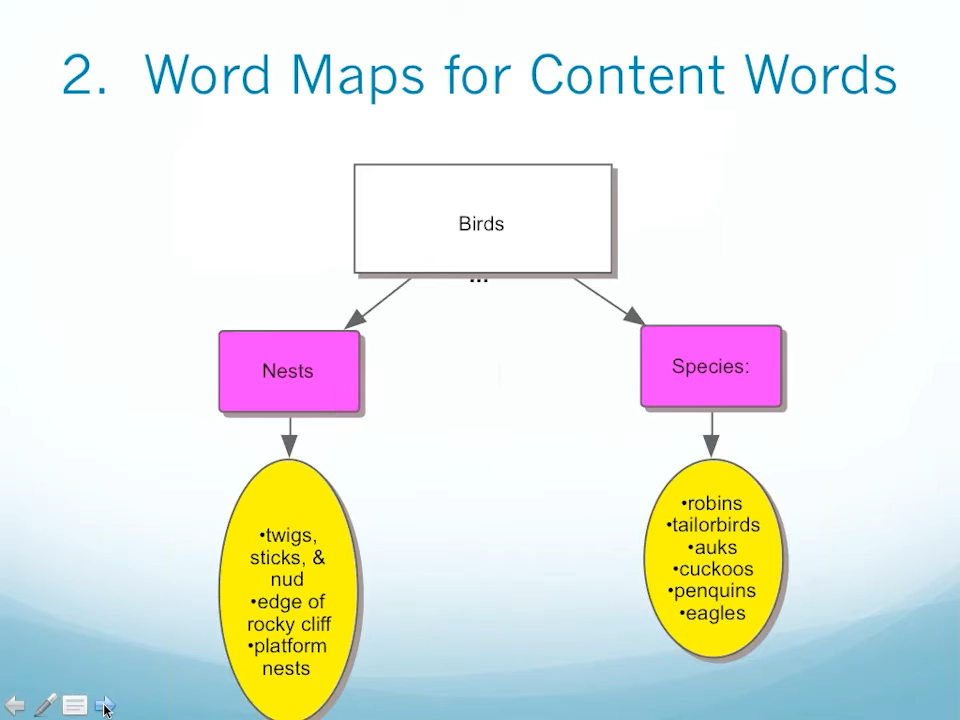 2. Word Maps for Content Words
Birds
...
Nests
Species:
•twigs,
sticks, &
nud
•edge of
rocky cliff
•platform
nests
•robins
•tailorbirds
•auks
•cuckoos
•penquins
•eagles